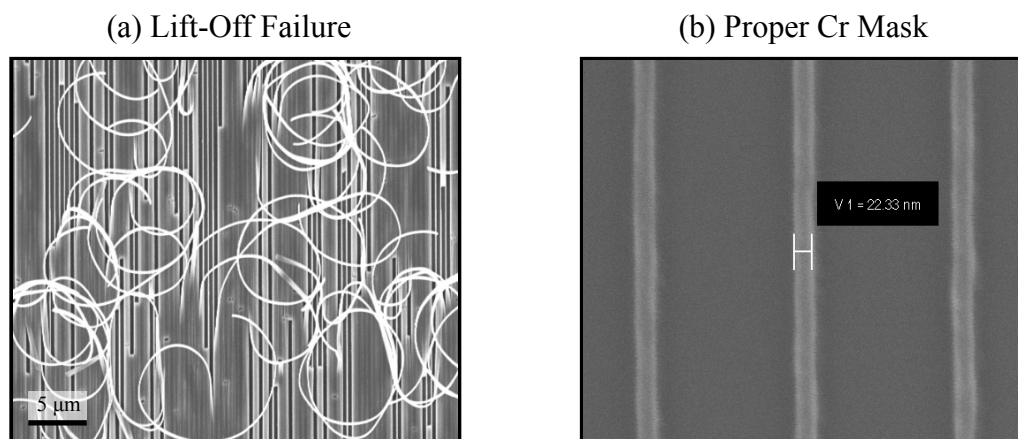 (a) Lift-Off Failure
(b) Proper Cr Mask
V 1 = 22.33 nm
5 μm